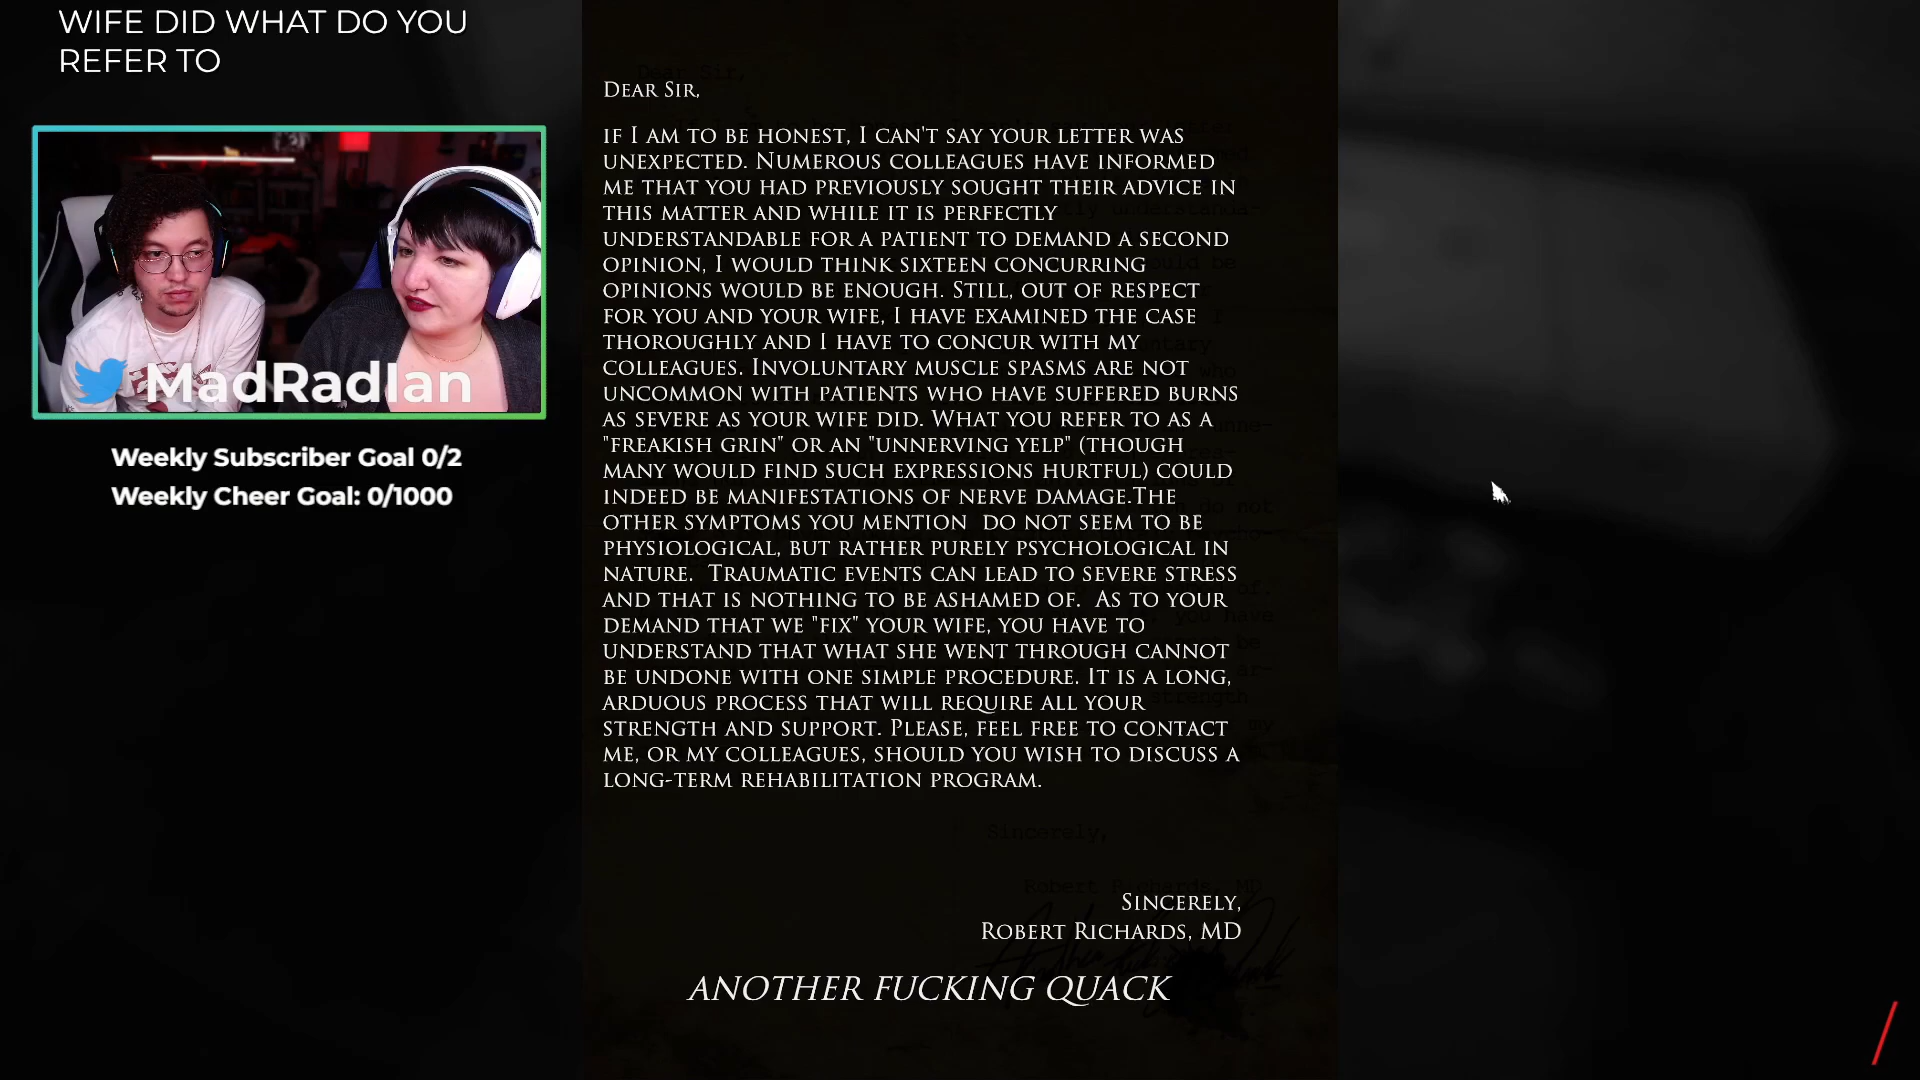 WIFE DID WHAT DO YOU
REFER TO
MadRadIan
Weekly Subscriber Goal 0/2
Weekly Cheer Goal: 0/1000
Dear Sir,
if I am to be honest, I can't say your letter was
unexpected. Numerous colleagues have informed
me that you had previously sought their advice in
this matter and while it is perfectly
understandable for a patient to demand a second
opinion, I would think sixteen concurring
opinions would be enough. Still, out of respect
for you and your wife, I have examined the case
thoroughly and I have to concur with my
colleagues. Involuntary muscle spasms are not
uncommon with patients who have suffered burns
as severe as your wife did. What you refer to as a
"freakish grin" or an "unnerving yelp" (though
many would find such expressions hurtful) could
indeed be manifestations of nerve damage.The
other symptoms you mention  do not seem to be
physiological, but rather purely psychological in
nature.  Traumatic events can lead to severe stress
and that is nothing to be ashamed of.  As to your
demand that we "fix" your wife, you have to
understand that what she went through cannot
be undone with one simple procedure. It is a long,
arduous process that will require all your
strength and support. Please, feel free to contact
me, or my colleagues, should you wish to discuss a
long-term rehabilitation program.
Sincerely,
Robert Richards, MD
ANOTHER FUCKING QUACK